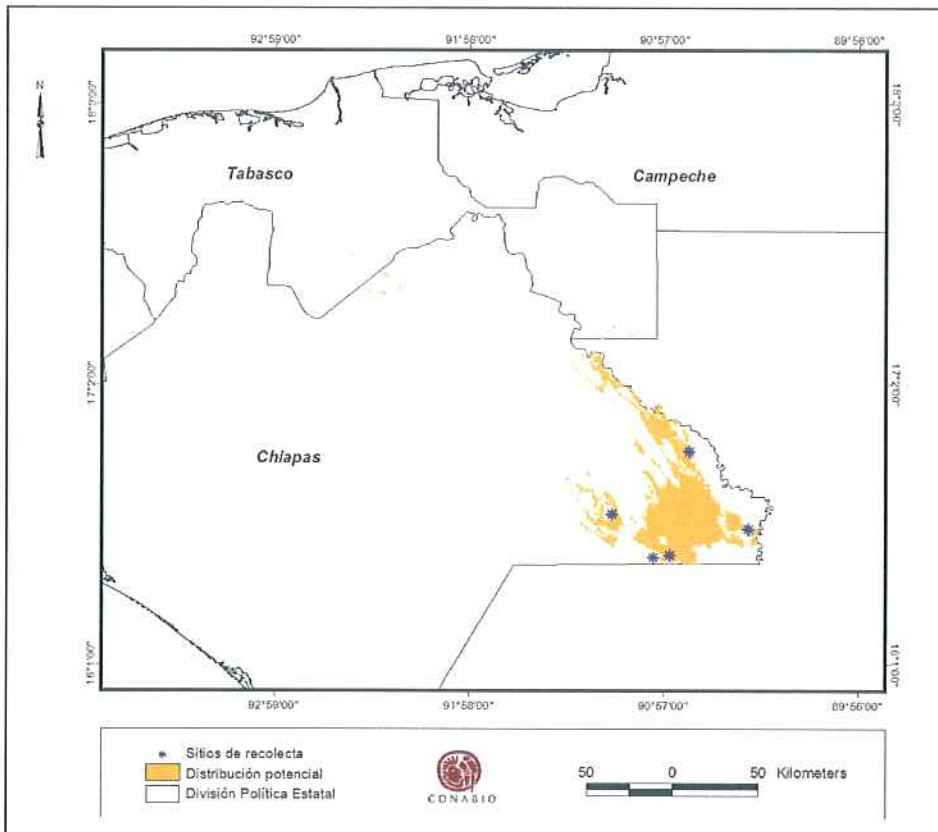 92°59'00" 91°58'00" 90°57'00" 89°56'00"
N
18°3'00" 18°3'00"
Tabasco Campeche
17°2'00" 17°2'00"
Chiapas
16°1'00" 16°1'00"
92°59'00" 91°58'00" 90°57'00" 89°56'00"
Sitios de recolecta
Distribución potencial
División Política Estatal
CONABIO
50 0 50 Kilometers